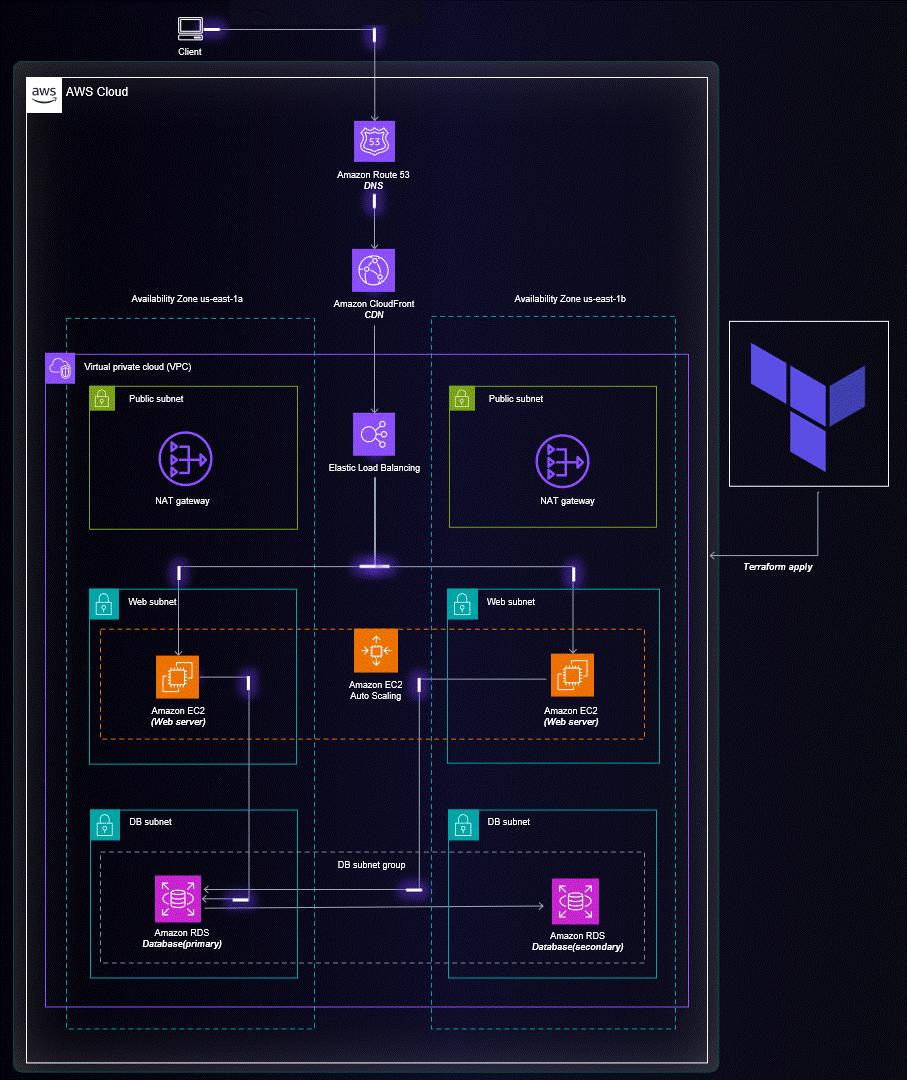 Client
aws
AWS Cloud
53
Amazon Route 53
DNS
Amazon CloudFront
CDN
Availability Zone us-east-1a
Availability Zone us-east-1b
Virtual private cloud (VPC)
Public subnet
Public subnet
NAT gateway
Elastic Load Balancing
NAT gateway
Terraform apply
Web subnet
Web subnet
Amazon EC2
(Web server)
Amazon EC2
Auto Scaling
Amazon EC2
(Web server)
DB subnet
DB subnet
DB subnet group
Amazon RDS
Database(primary)
Amazon RDS
Database(secondary)